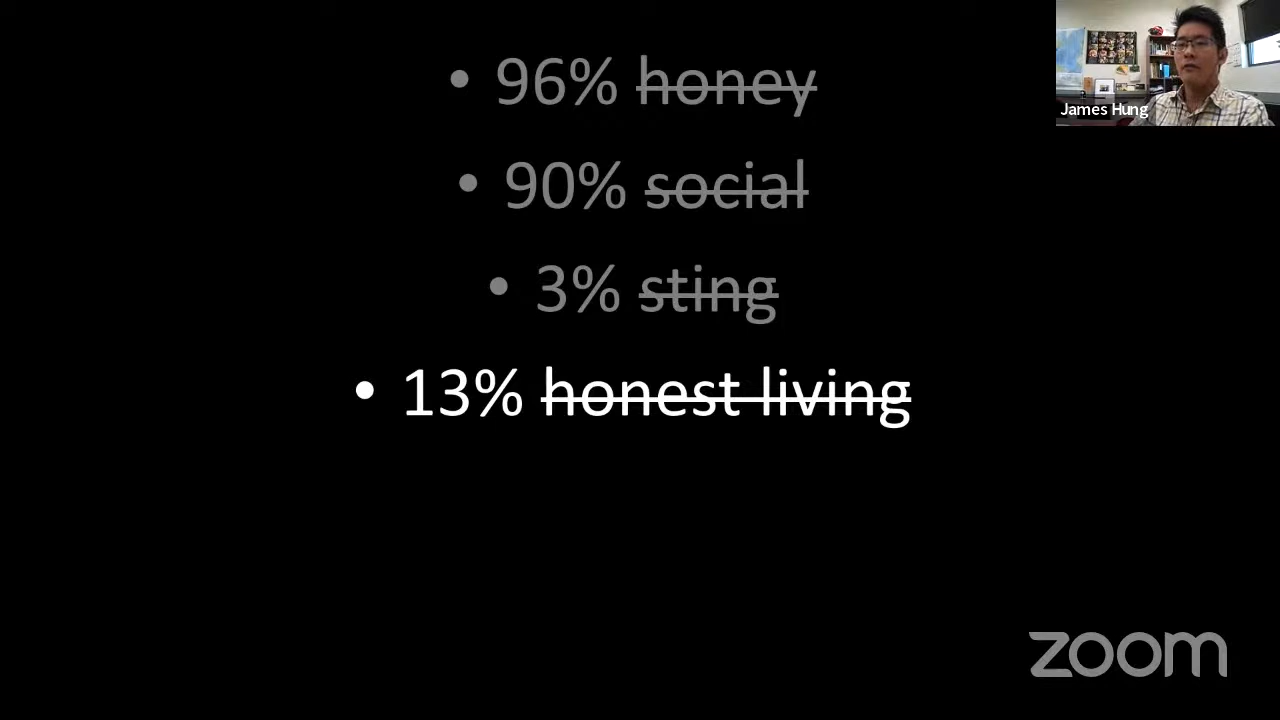 • 96% honey
• 90% social
• 3% sting
• 13% honest living
James Hung
zoom